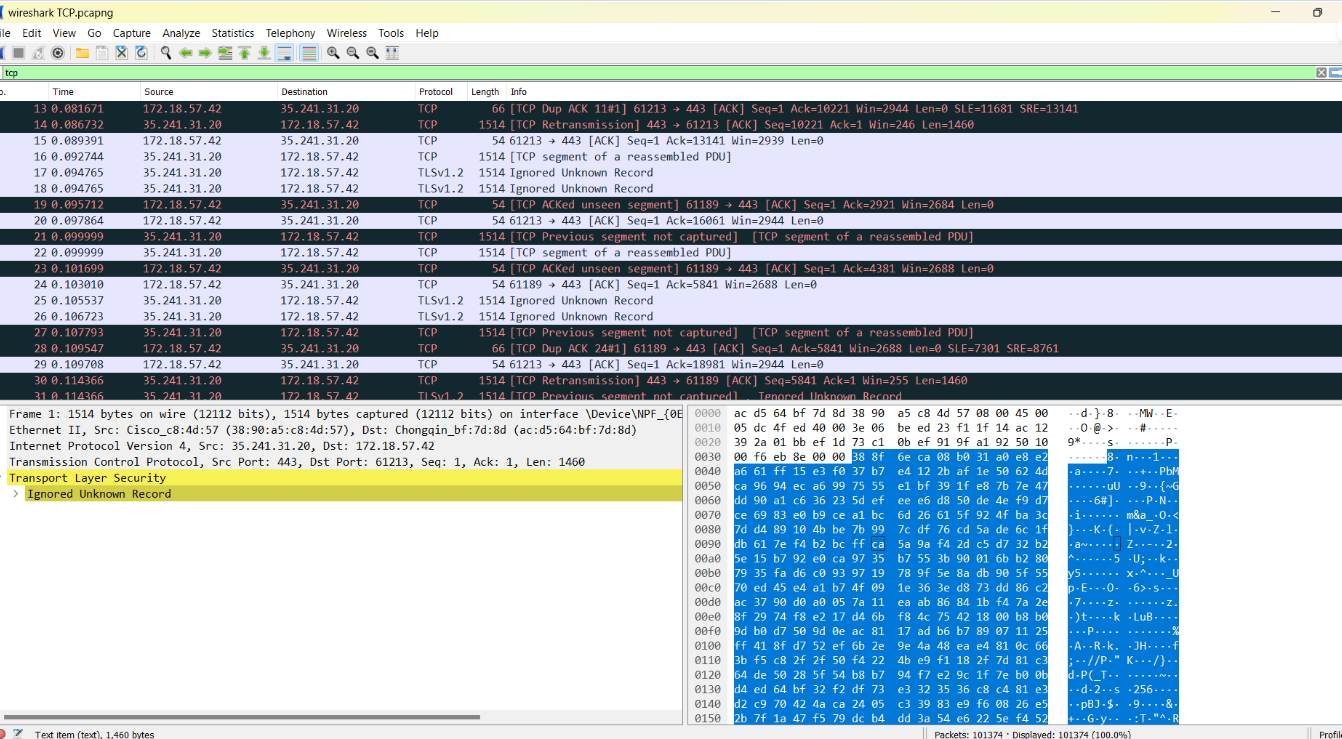 wireshark TCP.pcapng
ile Edit View Go Capture Analyze Statistics Telephony Wireless Tools Help
tcp
o. Time Source Destination Protocol Length Info
13 0.081671 172.18.57.42 35.241.31.20 TCP 66 [TCP Dup ACK 11#1] 61213 → 443 [ACK] Seq=1 Ack=10221 Win=2944 Len=0 SLE=11681 SRE=13141
14 0.086732 35.241.31.20 172.18.57.42 TCP 1514 [TCP Retransmission] 443 → 61213 [ACK] Seq=10221 Ack=1 Win=246 Len=1460
15 0.089391 172.18.57.42 35.241.31.20 TCP 54 61213 → 443 [ACK] Seq=1 Ack=13141 Win=2939 Len=0
16 0.092744 35.241.31.20 172.18.57.42 TCP 1514 [TCP segment of a reassembled PDU]
17 0.094765 35.241.31.20 172.18.57.42 TLSv1.2 1514 Ignored Unknown Record
18 0.094765 35.241.31.20 172.18.57.42 TLSv1.2 1514 Ignored Unknown Record
19 0.095712 172.18.57.42 35.241.31.20 TCP 54 [TCP ACKed unseen segment] 61189 → 443 [ACK] Seq=1 Ack=2921 Win=2684 Len=0
20 0.097864 172.18.57.42 35.241.31.20 TCP 54 61213 → 443 [ACK] Seq=1 Ack=16061 Win=2944 Len=0
21 0.099999 35.241.31.20 172.18.57.42 TCP 1514 [TCP Previous segment not captured] [TCP segment of a reassembled PDU]
22 0.099999 35.241.31.20 172.18.57.42 TCP 1514 [TCP segment of a reassembled PDU]
23 0.101699 172.18.57.42 35.241.31.20 TCP 54 [TCP ACKed unseen segment] 61189 → 443 [ACK] Seq=1 Ack=4381 Win=2688 Len=0
24 0.103010 172.18.57.42 35.241.31.20 TCP 54 61189 → 443 [ACK] Seq=1 Ack=5841 Win=2688 Len=0
25 0.105537 35.241.31.20 172.18.57.42 TLSv1.2 1514 Ignored Unknown Record
26 0.106723 35.241.31.20 172.18.57.42 TLSv1.2 1514 Ignored Unknown Record
27 0.107793 35.241.31.20 172.18.57.42 TCP 1514 [TCP Previous segment not captured] [TCP segment of a reassembled PDU]
28 0.109547 172.18.57.42 35.241.31.20 TCP 66 [TCP Dup ACK 24#1] 61189 → 443 [ACK] Seq=1 Ack=5841 Win=2688 Len=0 SLE=7301 SRE=8761
29 0.109708 172.18.57.42 35.241.31.20 TCP 54 61213 → 443 [ACK] Seq=1 Ack=18981 Win=2944 Len=0
30 0.114366 35.241.31.20 172.18.57.42 TCP 1514 [TCP Retransmission] 443 → 61189 [ACK] Seq=5841 Ack=1 Win=255 Len=1460
31 0.114366 35.241.31.20 172.18.57.42 TLSv1.2 1514 [TCP Previous segment not captured] , Ignored Unknown Record
Frame 1: 1514 bytes on wire (12112 bits), 1514 bytes captured (12112 bits) on interface \Device\NPF_{0E
Ethernet II, Src: Cisco_c8:4d:57 (38:90:a5:c8:4d:57), Dst: Chongqin_bf:7d:8d (ac:d5:64:bf:7d:8d)
Internet Protocol Version 4, Src: 35.241.31.20, Dst: 172.18.57.42
Transmission Control Protocol, Src Port: 443, Dst Port: 61213, Seq: 1, Ack: 1, Len: 1460
Transport Layer Security
Ignored Unknown Record
0000 ac d5 64 bf 7d 8d 38 90 a5 c8 4d 57 08 00 45 00 ··d·}·8· ··MW··E·
0010 05 dc 4f ed 40 00 3e 06 be ed 23 f1 1f 14 ac 12 ··O·@·>· ··#·····
0020 39 2a 01 bb ef 1d 73 c1 0b ef 91 9f a1 92 50 10 9*····s· ······P·
0030 00 f6 eb 8e 00 00 38 8f 6e ca 08 b0 31 a0 e8 e2 ······8· n···1···
0040 a6 61 ff 15 e3 f0 37 b7 e4 12 2b af 1e 50 62 4d ·a····7· ··+··PbM
0050 ca 96 94 ec a6 99 75 55 e1 bf 39 1f e8 7b 7e 47 ······uU ··9··{~G
0060 dd 90 a1 c6 36 23 5d ef ee e6 d8 50 de 4e f9 d7 ····6#]· ···P·N··
0070 ce 69 83 e0 b9 ce a1 bc 6d 26 61 5f 92 4f ba 3c ·i······ m&a_·O·<
0080 7d d4 89 10 4b be 7b 99 7c df 76 cd 5a de 6c 1f }···K·{· |·v·Z·l·
0090 db 61 7e f4 b2 bc ff ca 5a 9a f4 2d c5 d7 32 b2 ·a~····· Z··-··2·
00a0 5e 15 b7 92 e0 ca 97 35 b7 55 3b 90 01 6b b2 80 ^······5 ·U;··k··
00b0 79 35 fa d6 c0 93 97 19 78 9f 5e 8a db 90 5f 55 y5······ x·^···_U
00c0 70 ed 45 e4 a1 b7 4f 09 1e 36 3e d8 73 dd 86 c2 p·E···O· ·6>·s···
00d0 ac 37 90 d0 a0 05 7a 11 ea ab 86 84 1b f4 7a 2e ·7····z· ······z.
00e0 8f 29 74 f8 e2 17 d4 6b f8 4c 75 42 18 00 b8 b0 ·)t····k ·LuB····
00f0 9d b0 d7 50 9d 0e ac 81 17 ad b6 b7 89 07 11 25 ···P···· ·······%
0100 ff 41 8f d7 52 ef 6b 2e 9e 4a 48 ea e4 81 0c 66 ·A··R·k. ·JH····f
0110 3b f5 c8 2f 2f 50 f4 22 4b e9 f1 18 2f 7d 81 c3 ;··//P·" K···/}··
0120 64 de 50 28 5f 54 b8 b7 94 f7 e2 9c 1f 7e b0 0b d·P(_T·· ·····~··
0130 d4 ed 64 bf 32 f2 df 73 e3 32 35 36 c8 c4 81 e3 ··d·2··s ·256····
0140 d2 c9 70 42 4a ca 24 05 c3 39 83 e9 f6 08 26 e5 ··pBJ·$· ·9····&·
0150 2b 7f 1a 47 f5 79 dc b4 dd 3a 54 e6 22 5e f4 52 +··G·y·· ·:T·"^·R
Text item (text), 1,460 bytes
Packets: 101374 · Displayed: 101374 (100.0%)
Profil